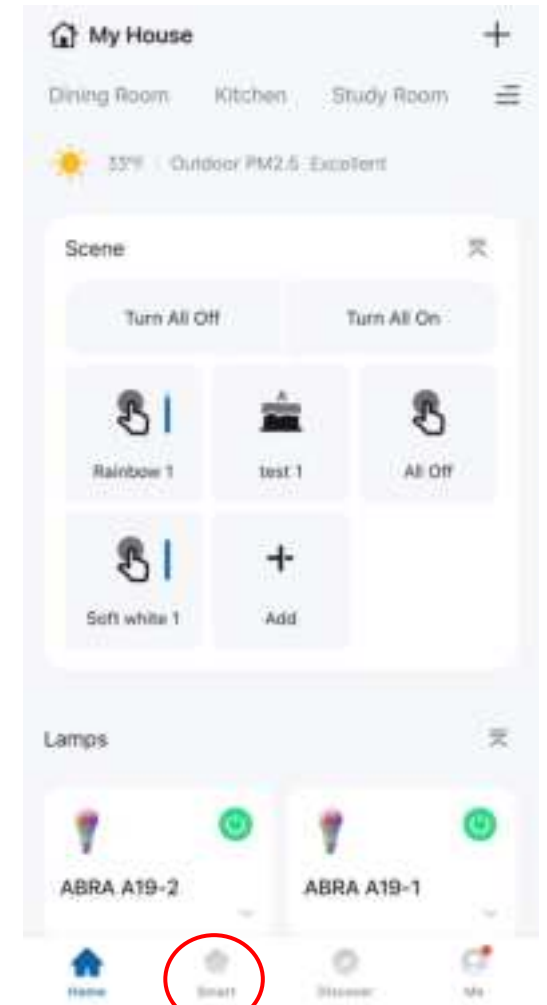 My House
Dining Room Kitchen Study Room
33°F Outdoor PM2.5 Excellent
Scene
Turn All Off Turn All On
Rainbow 1 test 1 All Off
Soft white 1 Add
Lamps
ABRA A19-2 ABRA A19-1
Home Smart Discover Me